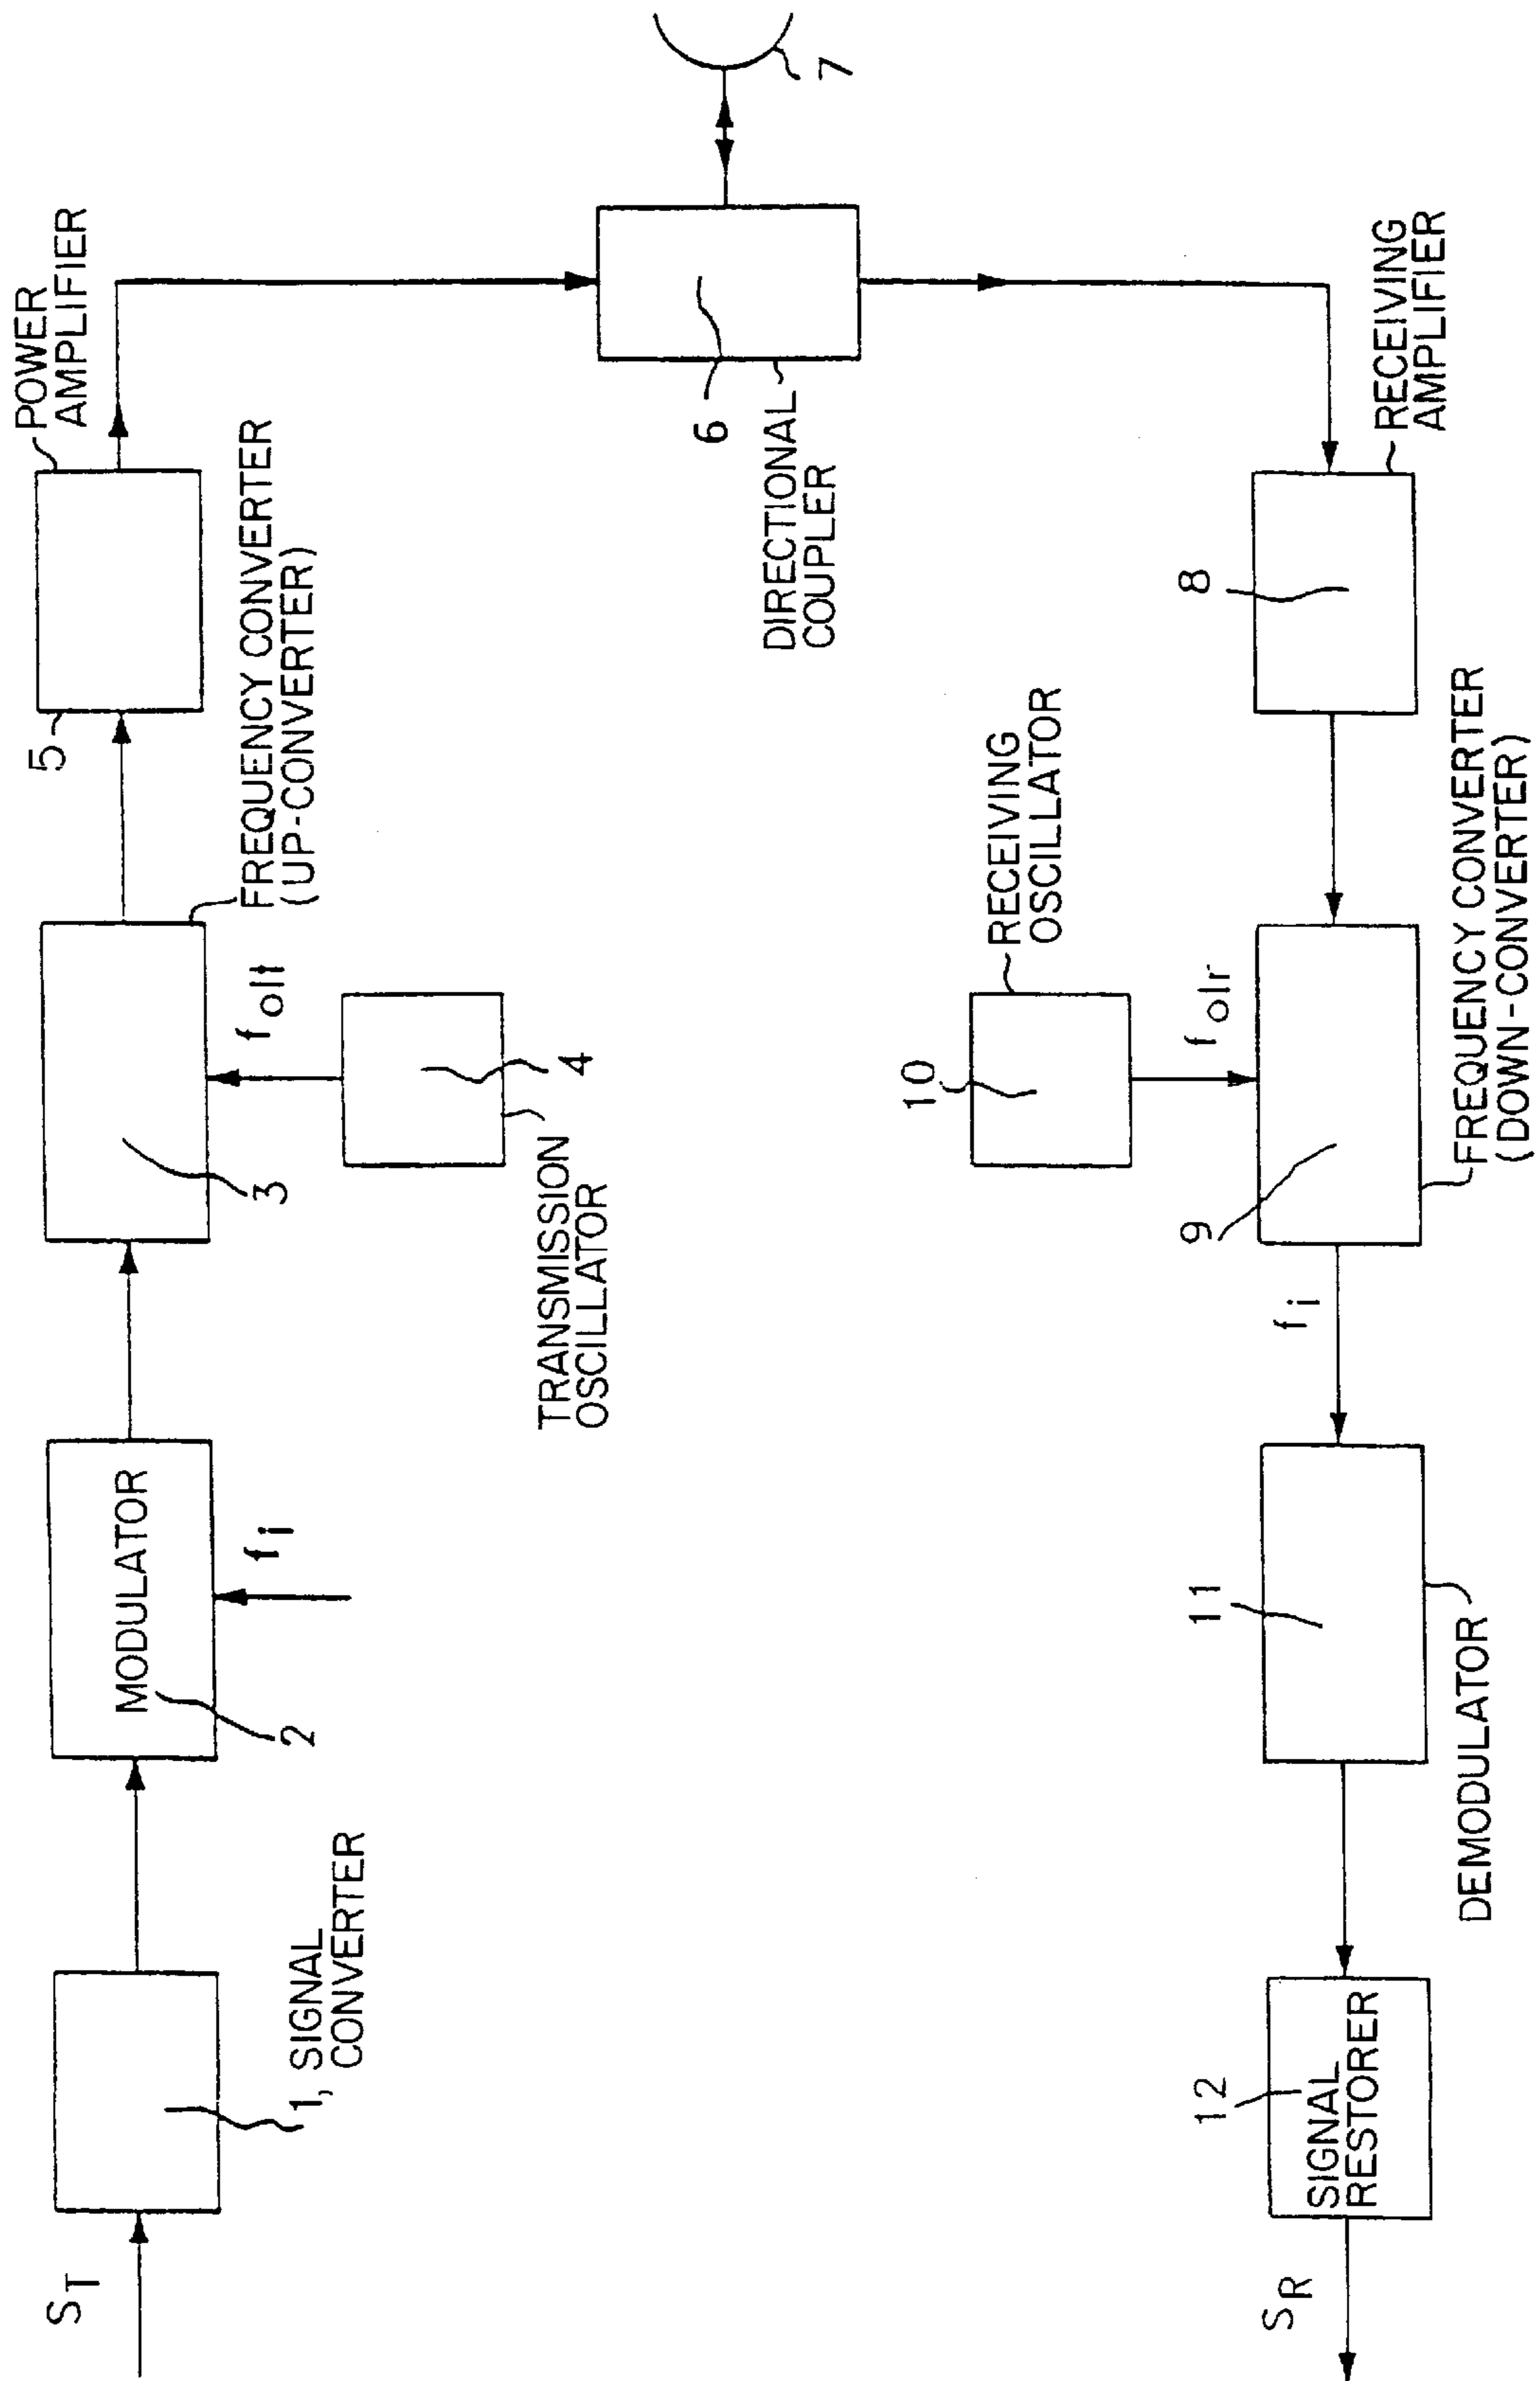 S_T
1, SIGNAL
CONVERTER
MODULATOR
2
f_i
3
FREQUENCY CONVERTER
(UP-CONVERTER)
f_olt
4
TRANSMISSION
OSCILLATOR
5
POWER
AMPLIFIER
6
DIRECTIONAL
COUPLER
7
RECEIVING
AMPLIFIER
8
RECEIVING
OSCILLATOR
10
f_olr
9
FREQUENCY CONVERTER
(DOWN-CONVERTER)
f_i
11
DEMODULATOR
12
SIGNAL
RESTORER
S_R